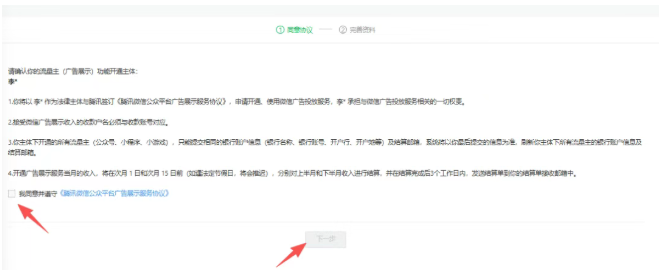 ① 同意协议 ② 完善资料
请确认你的流量主（广告展示）功能开通主体：
李*
1.你将以 李* 作为法律主体与腾讯签订《腾讯微信公众平台广告展示服务协议》，申请开通、使用微信广告投放服务，李* 承担与微信广告投放服务相关的一切权责。
2.接受微信广告展示收入的收款户名必须与收款账号对应。
3.你主体下开通的所有流量主（公众号、小程序、小游戏），只能提交相同的银行账户信息（银行名称、银行账号、开户行、开户地等）及结算邮箱，系统将以你最后提交的信息为准，刷新你主体下所有流量主的银行账户信息及
结算邮箱。
4.开通广告展示服务当月的收入，将在次月 1 日和次月 15 日前（如遇法定节假日，将会推迟），分别对上半月和下半月收入进行结算，并在结算完成后3个工作日内，发送结算单到你的结算单接收邮箱中。
我同意并遵守《腾讯微信公众平台广告展示服务协议》
下一步